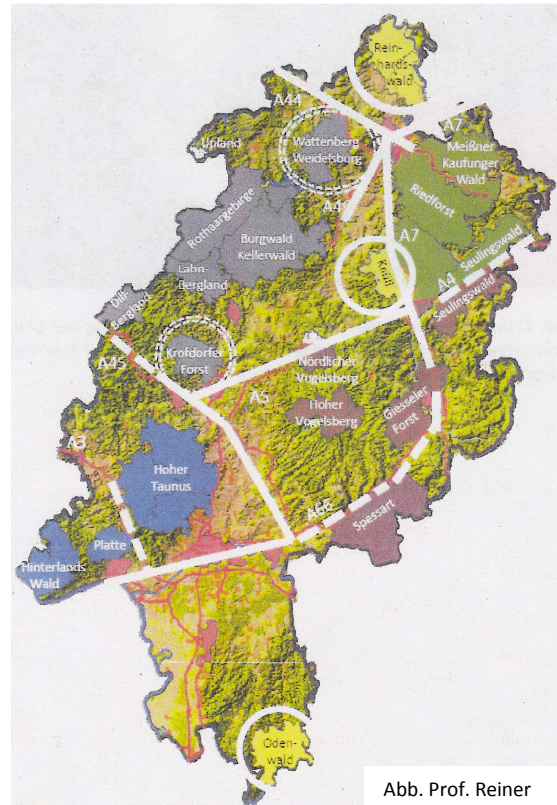 Rein-
hards-
wald
A44
A7
Upland
Wattenberg
Weidelsburg
Meißner
Kaufunger
Wald
Riedforst
A49
Rothaargebirge
Burgwald
Kellerwald
A7
Knüll
Seulingswald
A4
Seulingswald
Lahn-
Bergland
Dill-
Bergland
Krofdorfer
Forst
A45
Nördlicher
Vogelsberg
A5
Hoher
Vogelsberg
Giesseler
Forst
A3
Hoher
Taunus
A66
Spessart
Platte
Hinterlands
Wald
Oden-
wald
Abb. Prof. Reiner